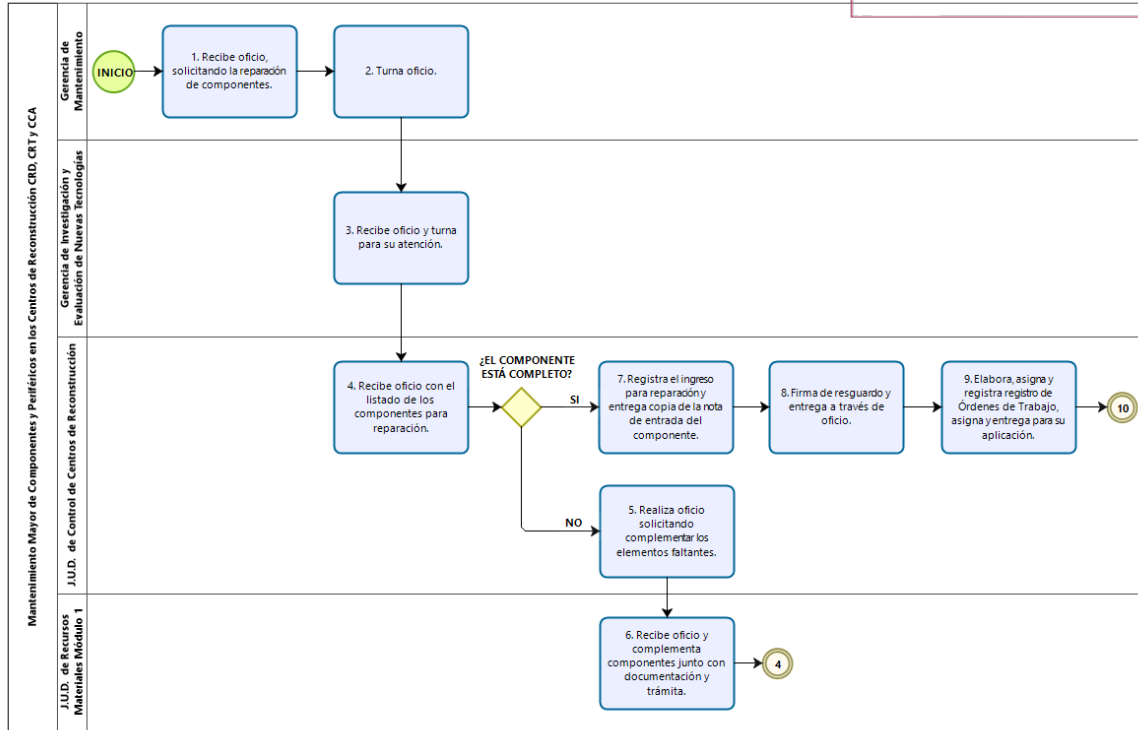 Mantenimiento Mayor de Componentes y Periféricos en los Centros de Reconstrucción CRD, CRT y CCA
Gerencia de
Mantenimiento
INICIO
1. Recibe oficio,
solicitando la reparación
de componentes.
2. Turna oficio.
Gerencia de Investigación y
Evaluación de Nuevas Tecnologías
3. Recibe oficio y turna
para su atención.
J.U.D. de Control de Centros de Reconstrucción
4. Recibe oficio con el
listado de los
componentes para
reparación.
¿EL COMPONENTE
ESTÁ COMPLETO?
SI
7. Registra el ingreso
para reparación y
entrega copia de la nota
de entrada del
componente.
8. Firma de resguardo y
entrega a través de
oficio.
9. Elabora, asigna y
registra registro de
Órdenes de Trabajo,
asigna y entrega para su
aplicación.
10
NO
5. Realiza oficio
solicitando
complementar los
elementos faltantes.
J.U.D. de Recursos
Materiales Módulo 1
6. Recibe oficio y
complementa
componentes junto con
documentación y
trámita.
4